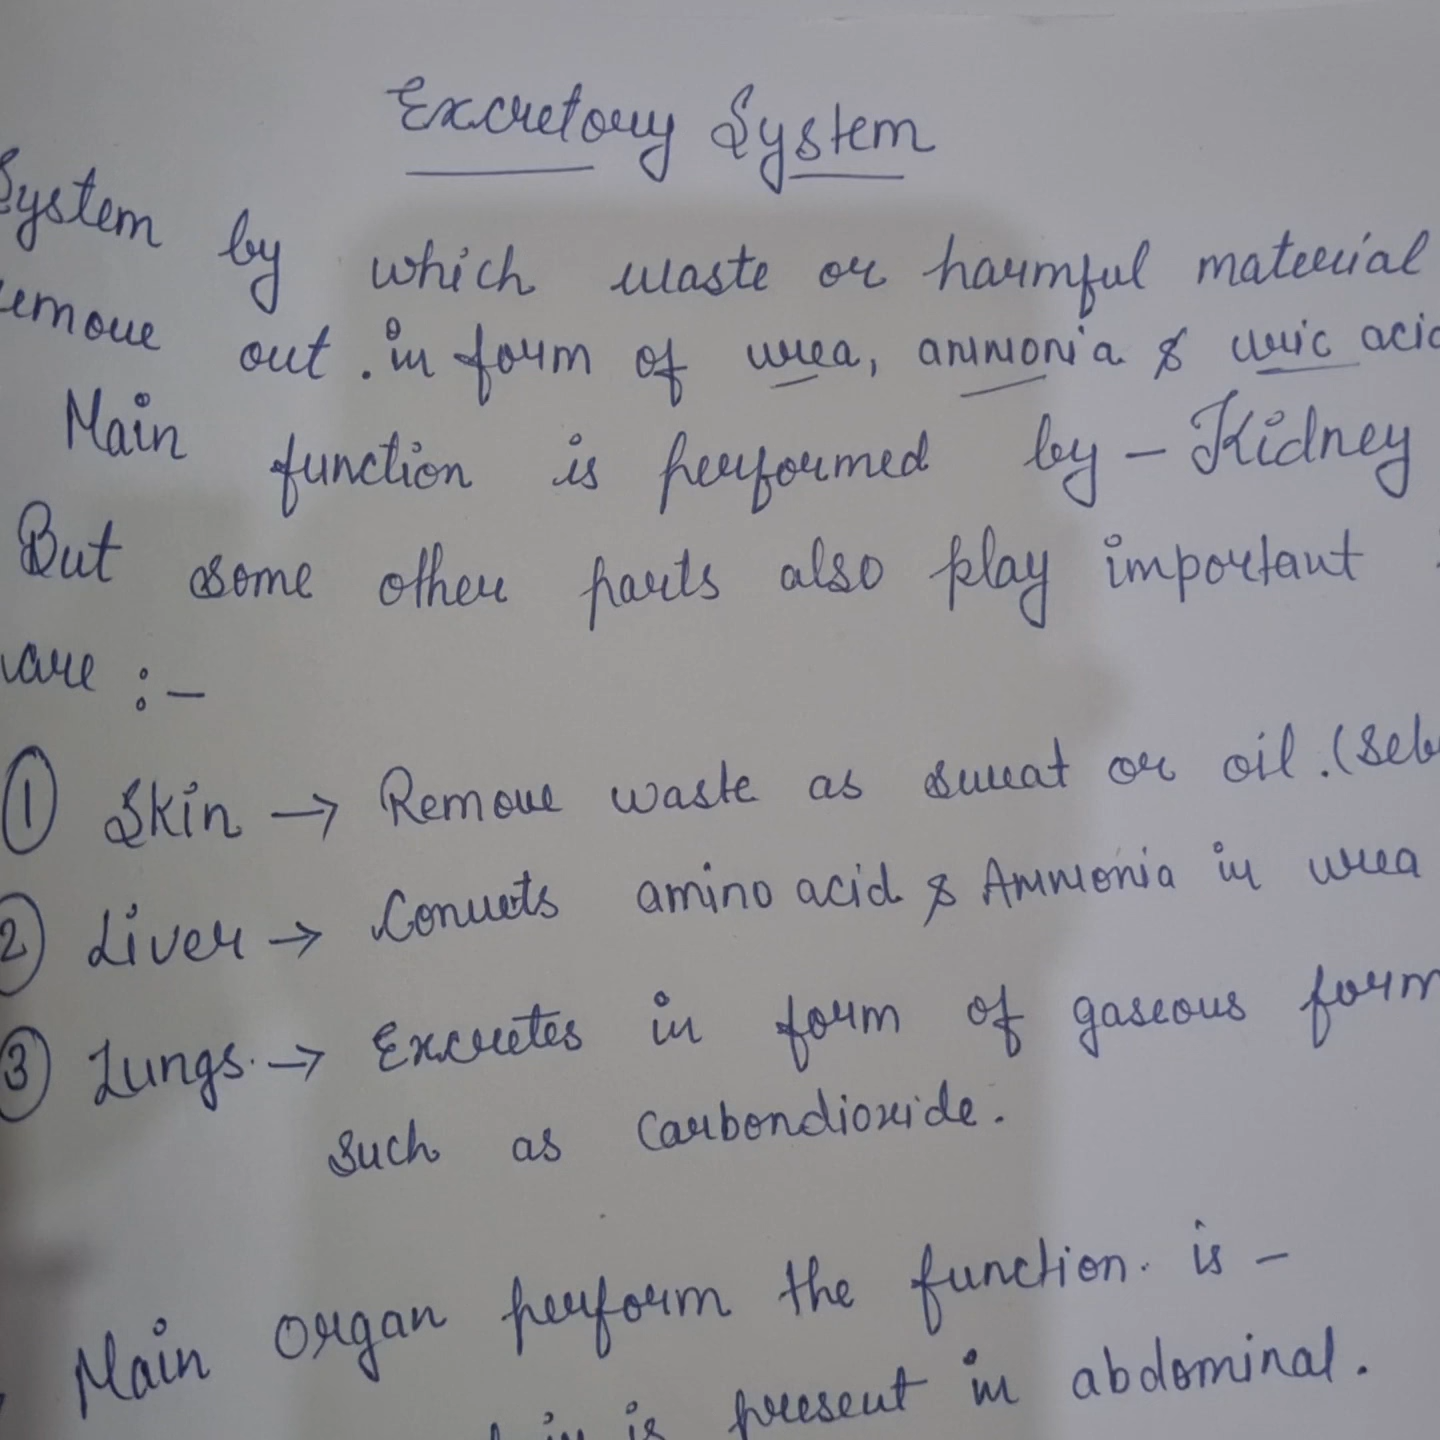 Excretory System
System by which waste or harmful material
remove out . in form of urea, ammonia & uric acid
Main function is performed by – Kidney
But some other parts also play important
are :–
① Skin → Remove waste as sweat or oil. (Seb
② Liver → Conversts amino acid & Ammonia in urea
③ Lungs. → Excretes in form of gaseous form
such as Carbondioxide.
Main organ perform the function. is –
is present in abdominal.